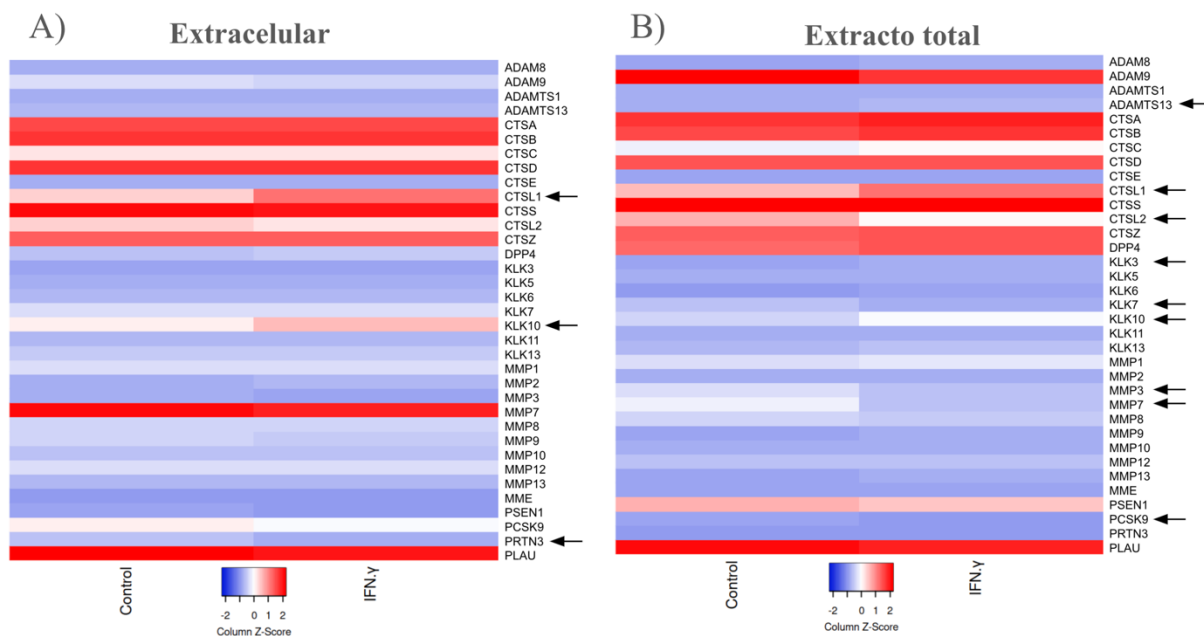 A)
Extracelular
ADAM8
ADAM9
ADAMTS1
ADAMTS13
CTSA
CTSB
CTSC
CTSD
CTSE
CTSL1
CTSS
CTSL2
CTSZ
DPP4
KLK3
KLK5
KLK6
KLK7
KLK10
KLK11
KLK13
MMP1
MMP2
MMP3
MMP7
MMP8
MMP9
MMP10
MMP12
MMP13
MME
PSEN1
PCSK9
PRTN3
PLAU
Control
IFN.γ
-2 0 1 2
Column Z-Score
B)
Extracto total
ADAM8
ADAM9
ADAMTS1
ADAMTS13
CTSA
CTSB
CTSC
CTSD
CTSE
CTSL1
CTSS
CTSL2
CTSZ
DPP4
KLK3
KLK5
KLK6
KLK7
KLK10
KLK11
KLK13
MMP1
MMP2
MMP3
MMP7
MMP8
MMP9
MMP10
MMP12
MMP13
MME
PSEN1
PCSK9
PRTN3
PLAU
Control
IFN.γ
-2 0 1 2
Column Z-Score